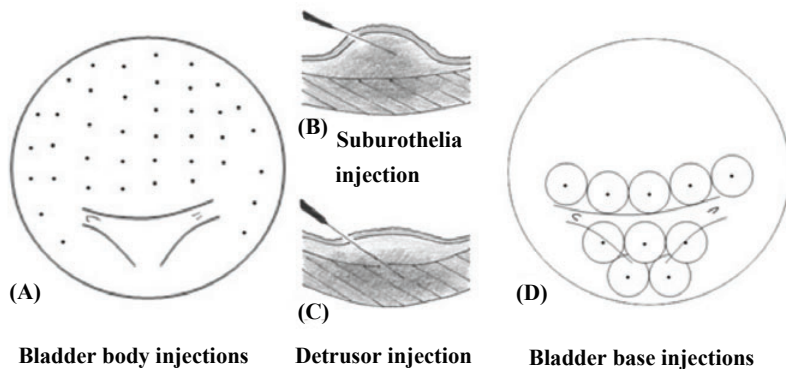 (B)
Suburothelia
injection
(A)
(C)
(D)
Bladder body injections
Detrusor injection
Bladder base injections